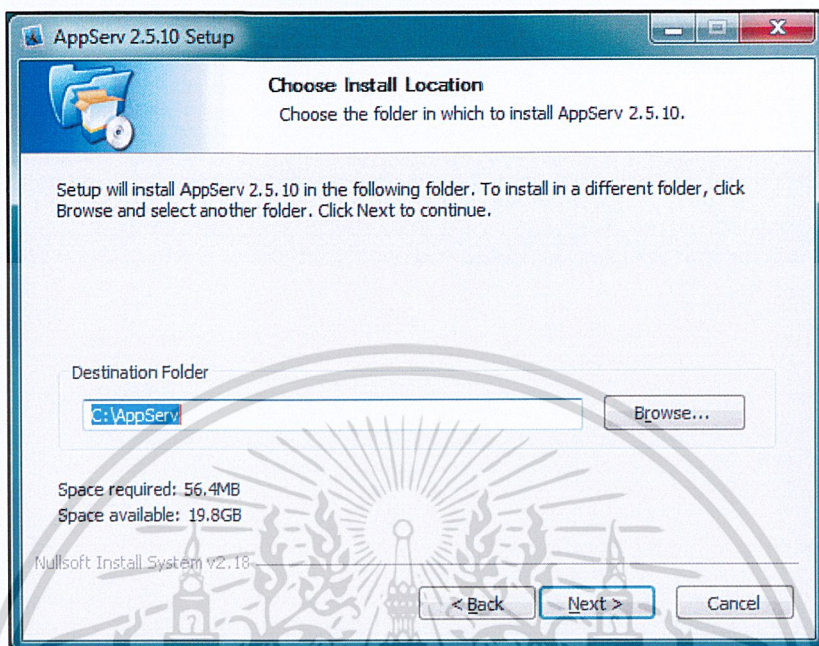 AppServ 2.5.10 Setup
Choose Install Location
Choose the folder in which to install AppServ 2.5.10.
Setup will install AppServ 2.5.10 in the following folder. To install in a different folder, click
Browse and select another folder. Click Next to continue.
Destination Folder
C:\AppServ
Browse...
Space required: 56.4MB
Space available: 19.8GB
Nullsoft Install System v2.18
< Back
Next >
Cancel